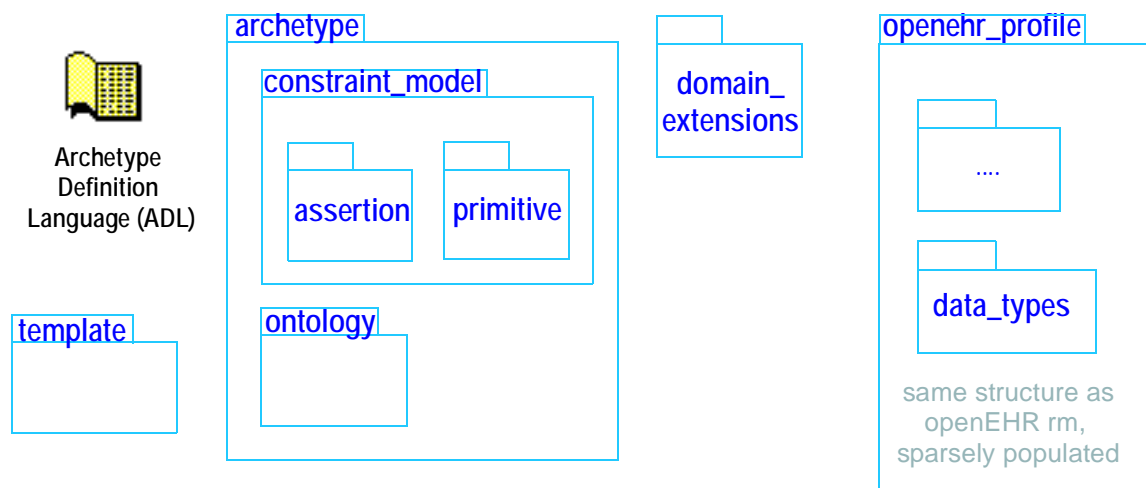 archetype
openehr_profile
constraint_model
domain_
extensions
Archetype
Definition
Language (ADL)
....
assertion
primitive
data_types
template
ontology
same structure as
openEHR rm,
sparsely populated